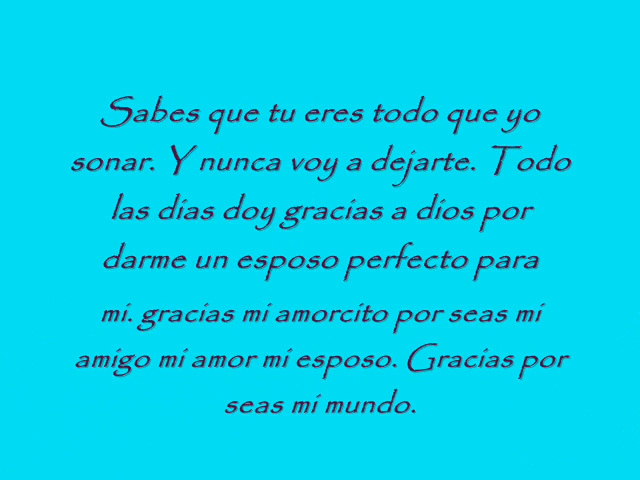 Sabes que tu eres todo que yo
sonar. Y nunca voy a dejarte. Todo
las dias doy gracias a dios por
darme un esposo perfecto para
mi. gracias mi amorcito por seas mi
amigo mi amor mi esposo. Gracias por
seas mi mundo.